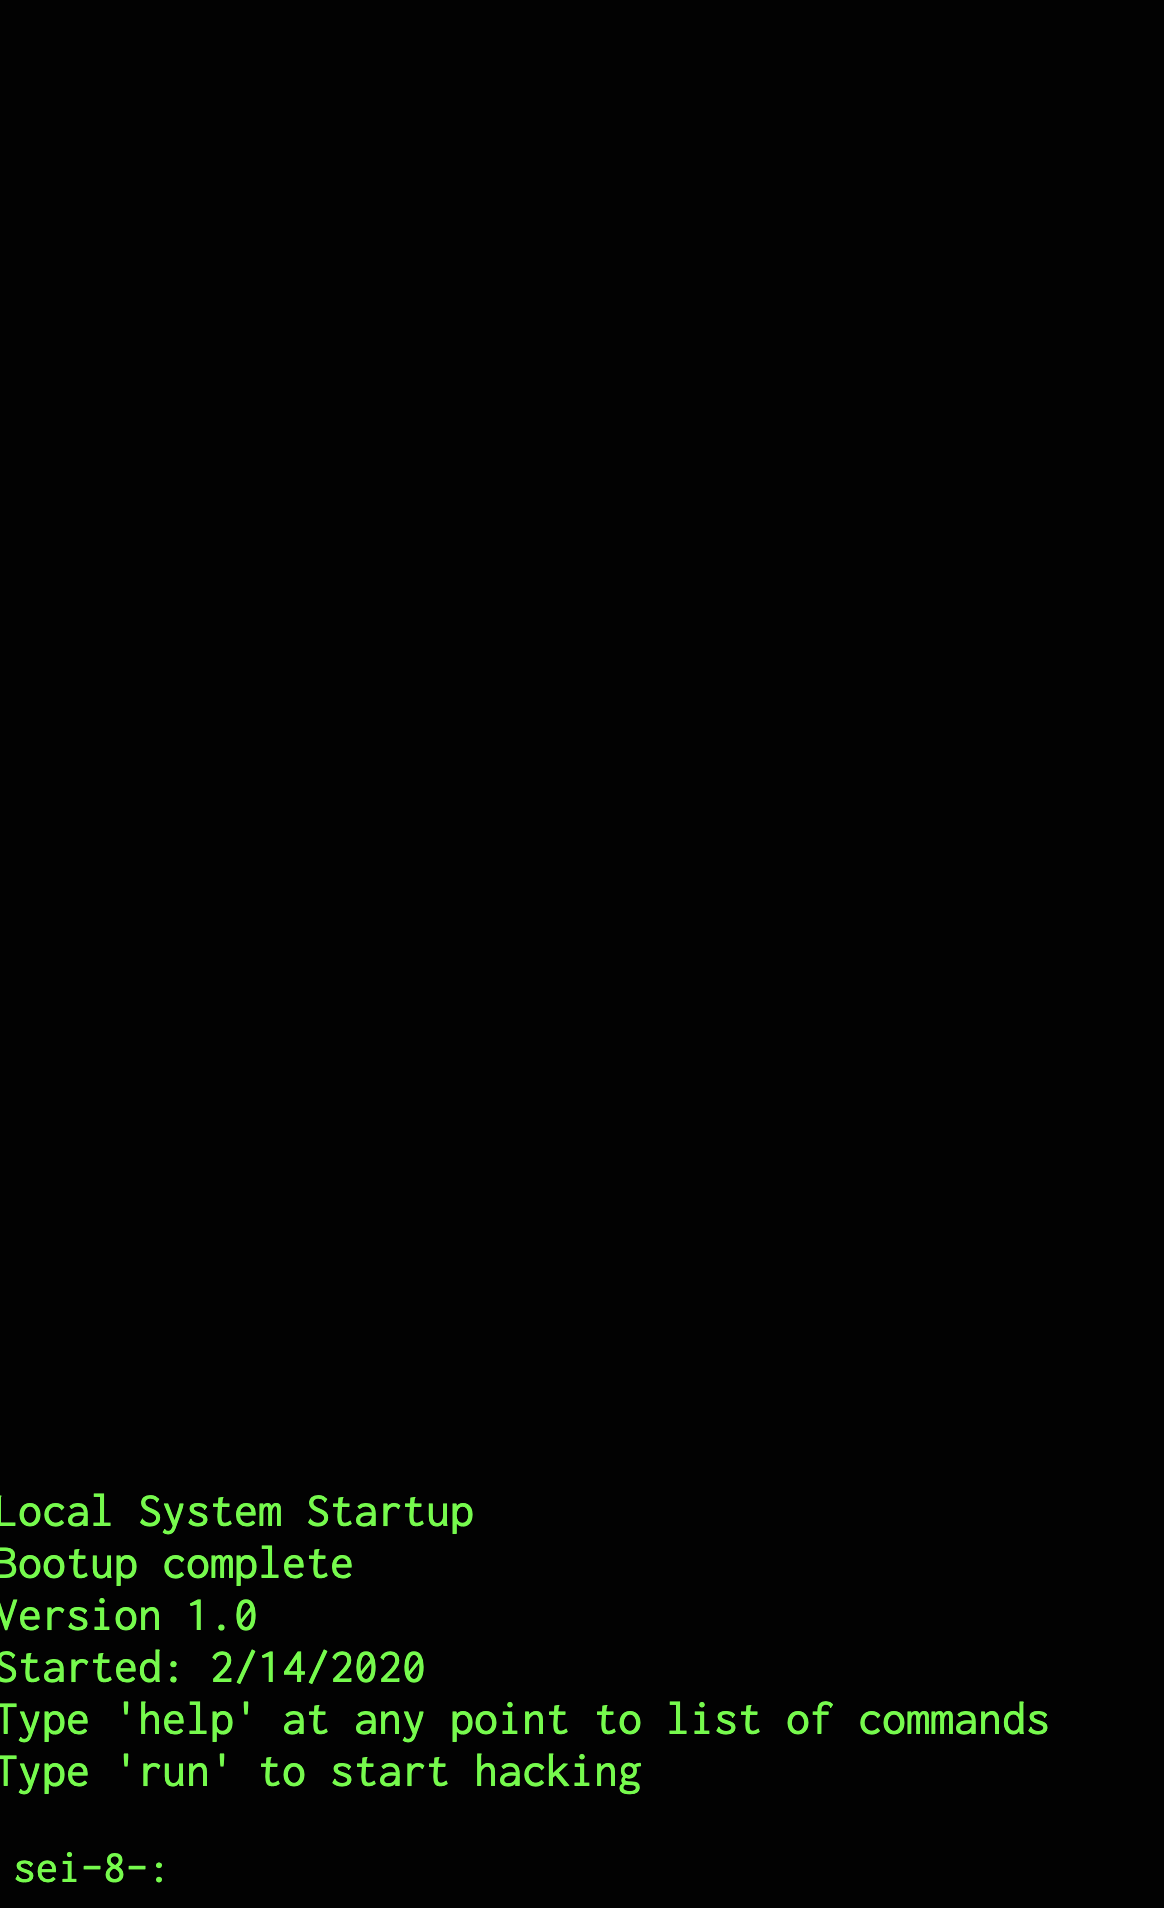 Local System Startup
Bootup complete
Version 1.0
Started: 2/14/2020
Type 'help' at any point to list of commands
Type 'run' to start hacking
sei-8-: